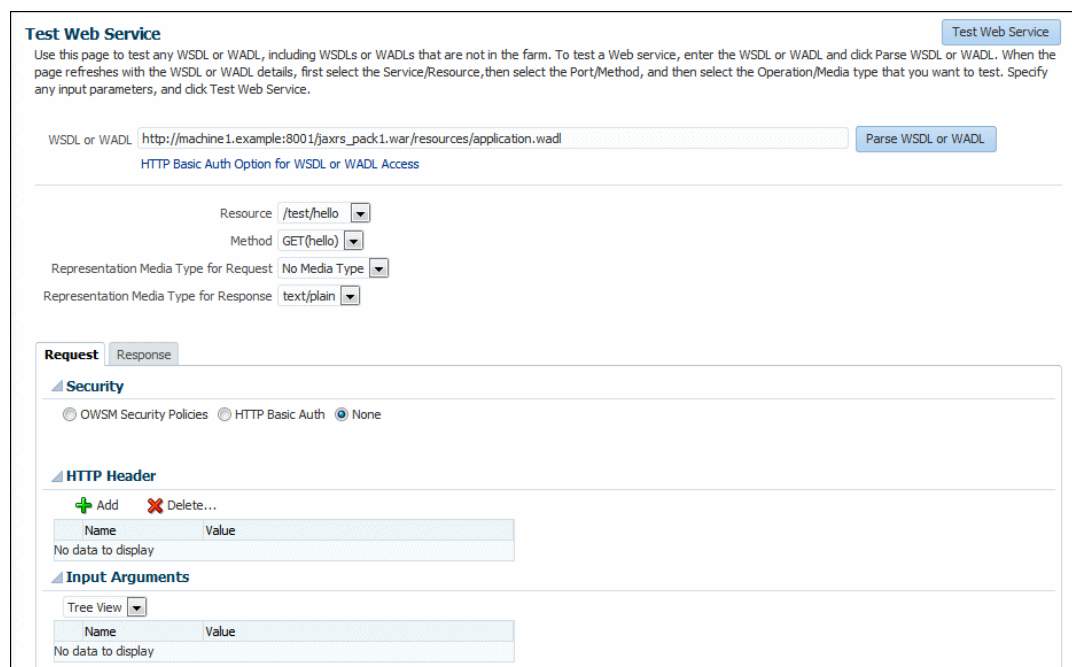 Test Web Service
Test Web Service
Use this page to test any WSDL or WADL, including WSDLs or WADLs that are not in the farm. To test a Web service, enter the WSDL or WADL and click Parse WSDL or WADL. When the
page refreshes with the WSDL or WADL details, first select the Service/Resource,then select the Port/Method, and then select the Operation/Media type that you want to test. Specify
any input parameters, and click Test Web Service.
WSDL or WADL http://machine1.example:8001/jaxrs_pack1.war/resources/application.wadl Parse WSDL or WADL
HTTP Basic Auth Option for WSDL or WADL Access
Resource /test/hello
Method GET(hello)
Representation Media Type for Request No Media Type
Representation Media Type for Response text/plain
Request Response
Security
OWSM Security Policies HTTP Basic Auth None
HTTP Header
Add Delete...
Name Value
No data to display
Input Arguments
Tree View
Name Value
No data to display